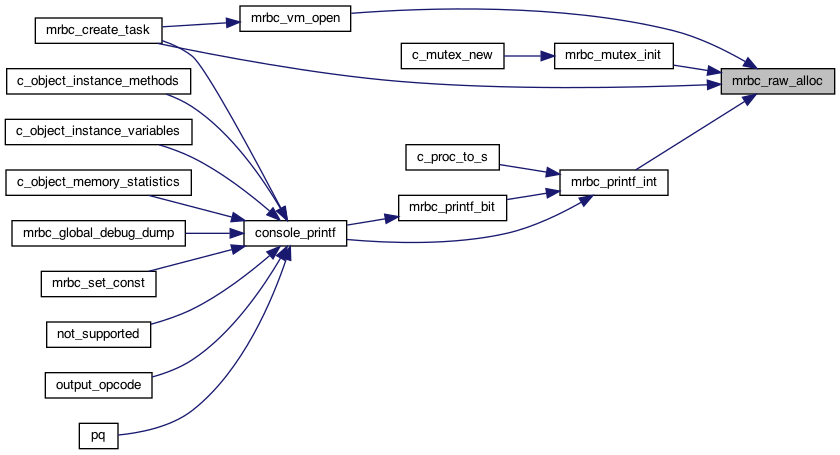 mrbc_create_task
mrbc_vm_open
c_mutex_new
mrbc_mutex_init
mrbc_raw_alloc
c_object_instance_methods
c_object_instance_variables
c_proc_to_s
mrbc_printf_int
c_object_memory_statistics
mrbc_printf_bit
mrbc_global_debug_dump
console_printf
mrbc_set_const
not_supported
output_opcode
pq